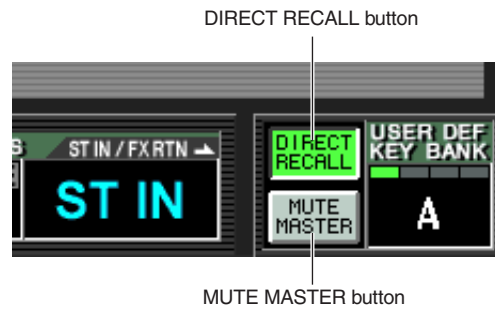 DIRECT RECALL button
ST IN / FX RTN
ST IN
DIRECT
RECALL
MUTE
MASTER
USER DEF
KEY BANK
A
MUTE MASTER button